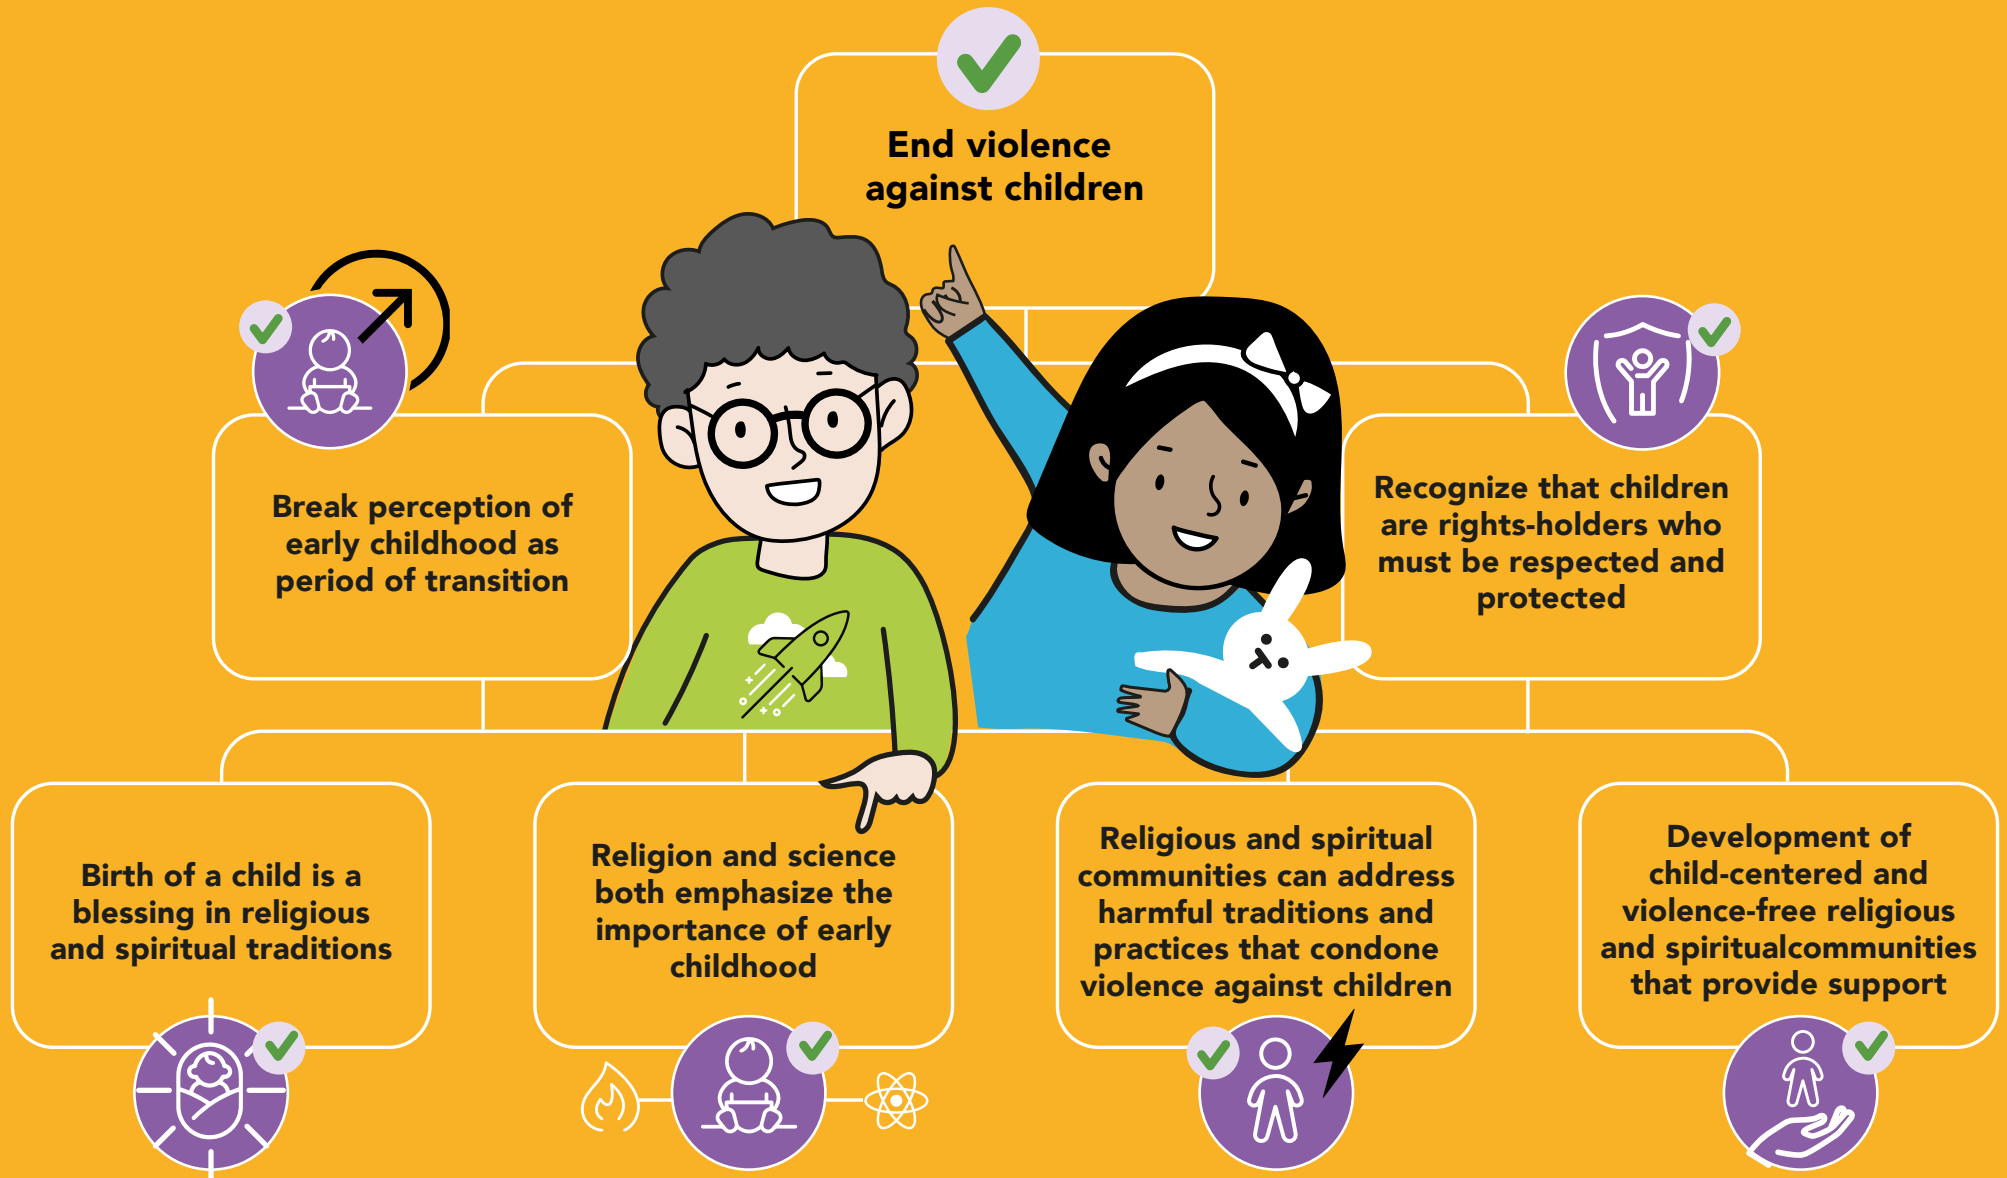 End violence
against children
Break perception of
early childhood as
period of transition
Recognize that children
are rights-holders who
must be respected and
protected
Birth of a child is a
blessing in religious
and spiritual traditions
Religion and science
both emphasize the
importance of early
childhood
Religious and spiritual
communities can address
harmful traditions and
practices that condone
violence against children
Development of
child-centered and
violence-free religious
and spiritualcommunities
that provide support